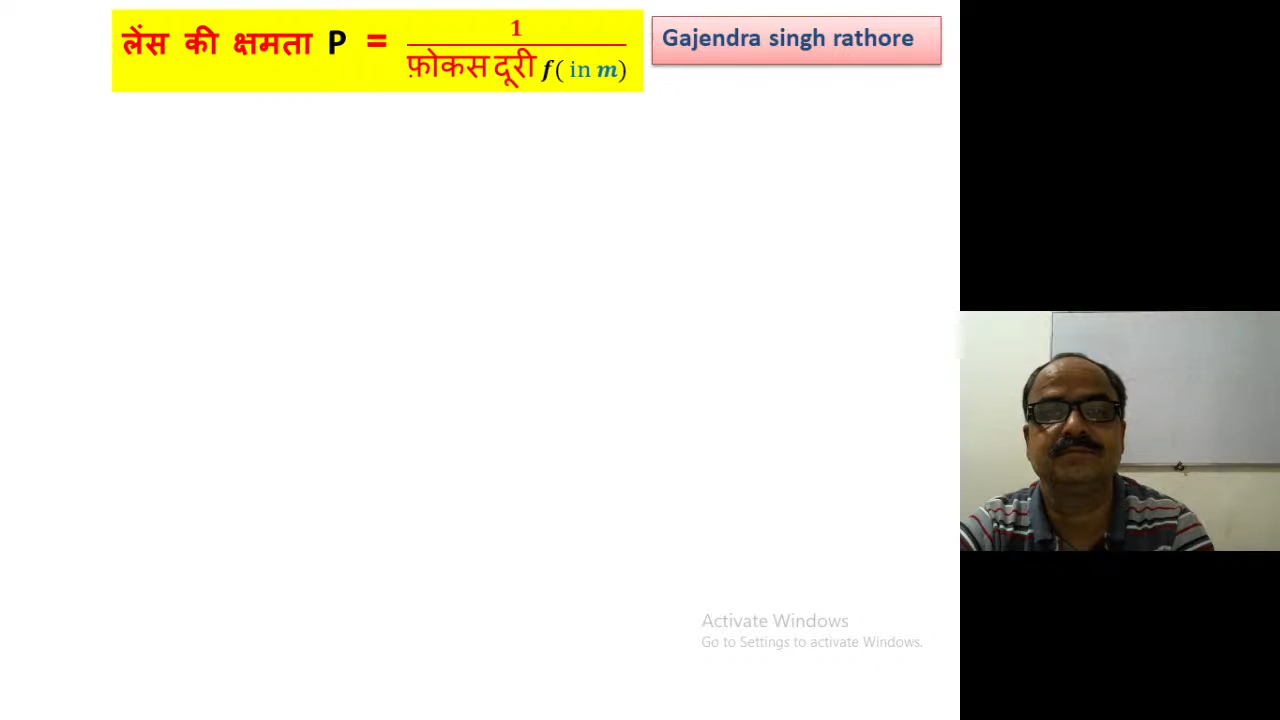 लेंस की क्षमता P = 1 / फ़ोकस दूरी f( in m)
Gajendra singh rathore
Activate Windows
Go to Settings to activate Windows.